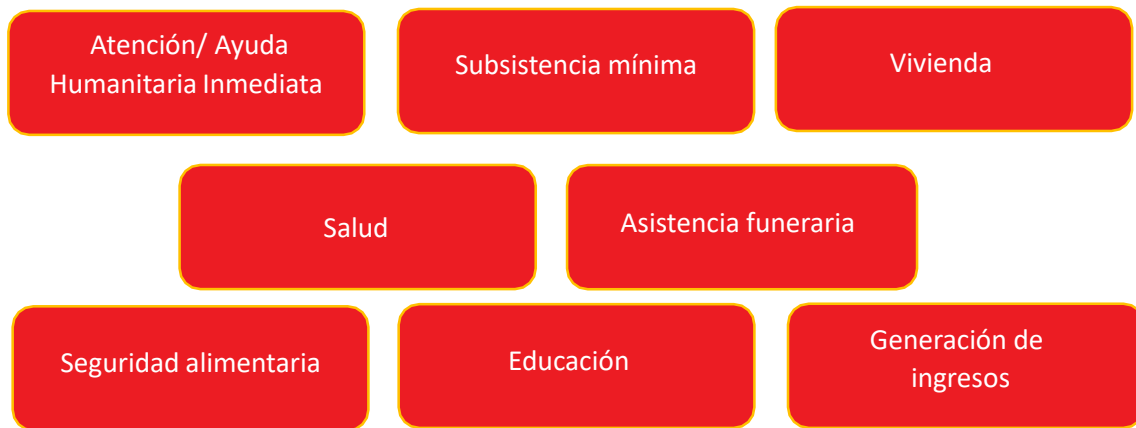 Atención/ Ayuda
Humanitaria Inmediata
Subsistencia mínima
Vivienda
Salud
Asistencia funeraria
Seguridad alimentaria
Educación
Generación de
ingresos